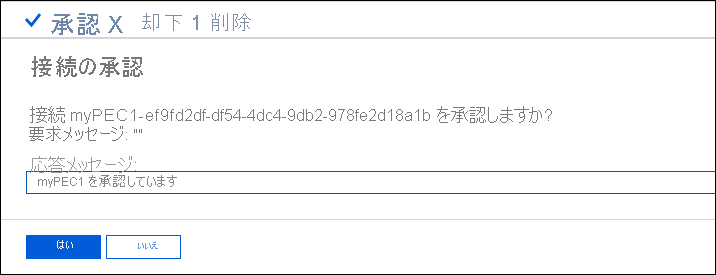 承認 X 却下 1 削除
接続の承認
接続 myPEC1-ef9fd2df-df54-4dc4-9db2-978fe2d18a1b を承認しますか?
要求メッセージ: ""
応答メッセージ:
myPEC1 を承認しています
はい いいえ